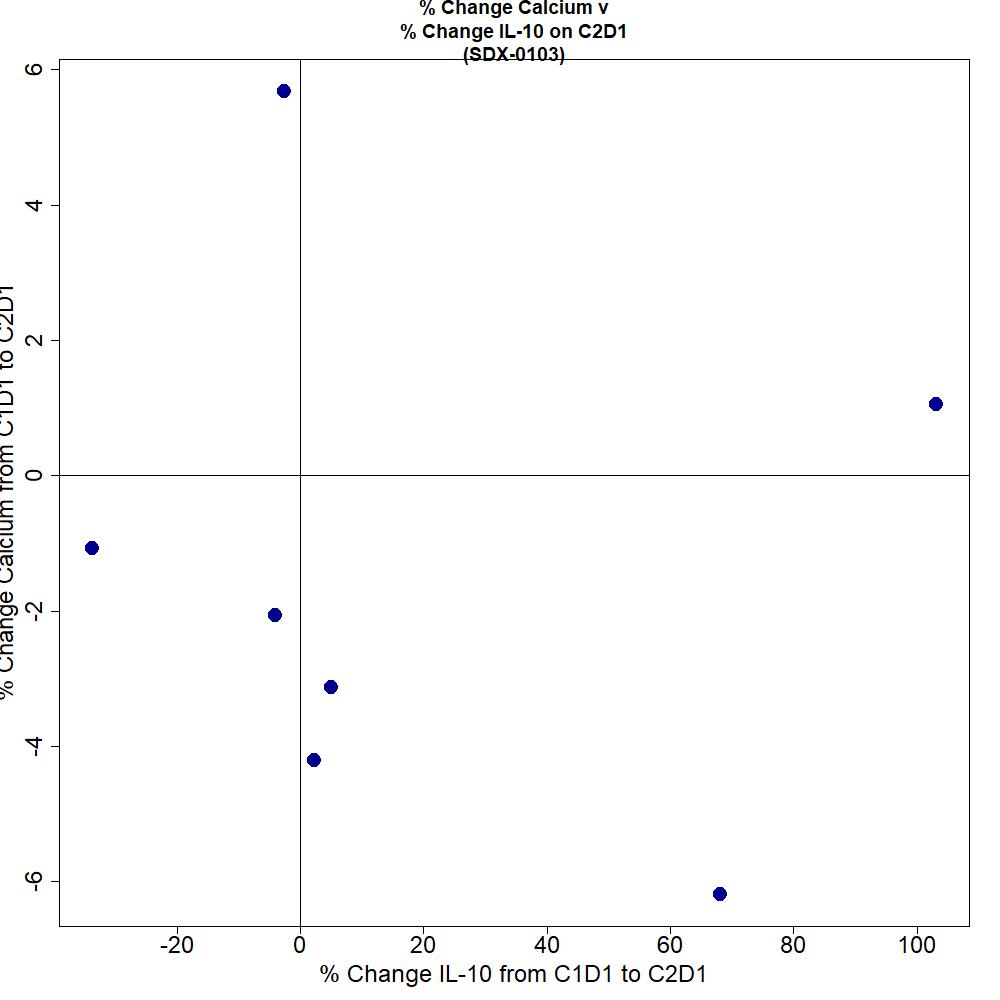 % Change Calcium v
% Change IL-10 on C2D1
(SDX-0103)
% Change Calcium from C1D1 to C2D1
6
4
2
0
-2
-4
-6
-20
0
20
40
60
80
100
% Change IL-10 from C1D1 to C2D1